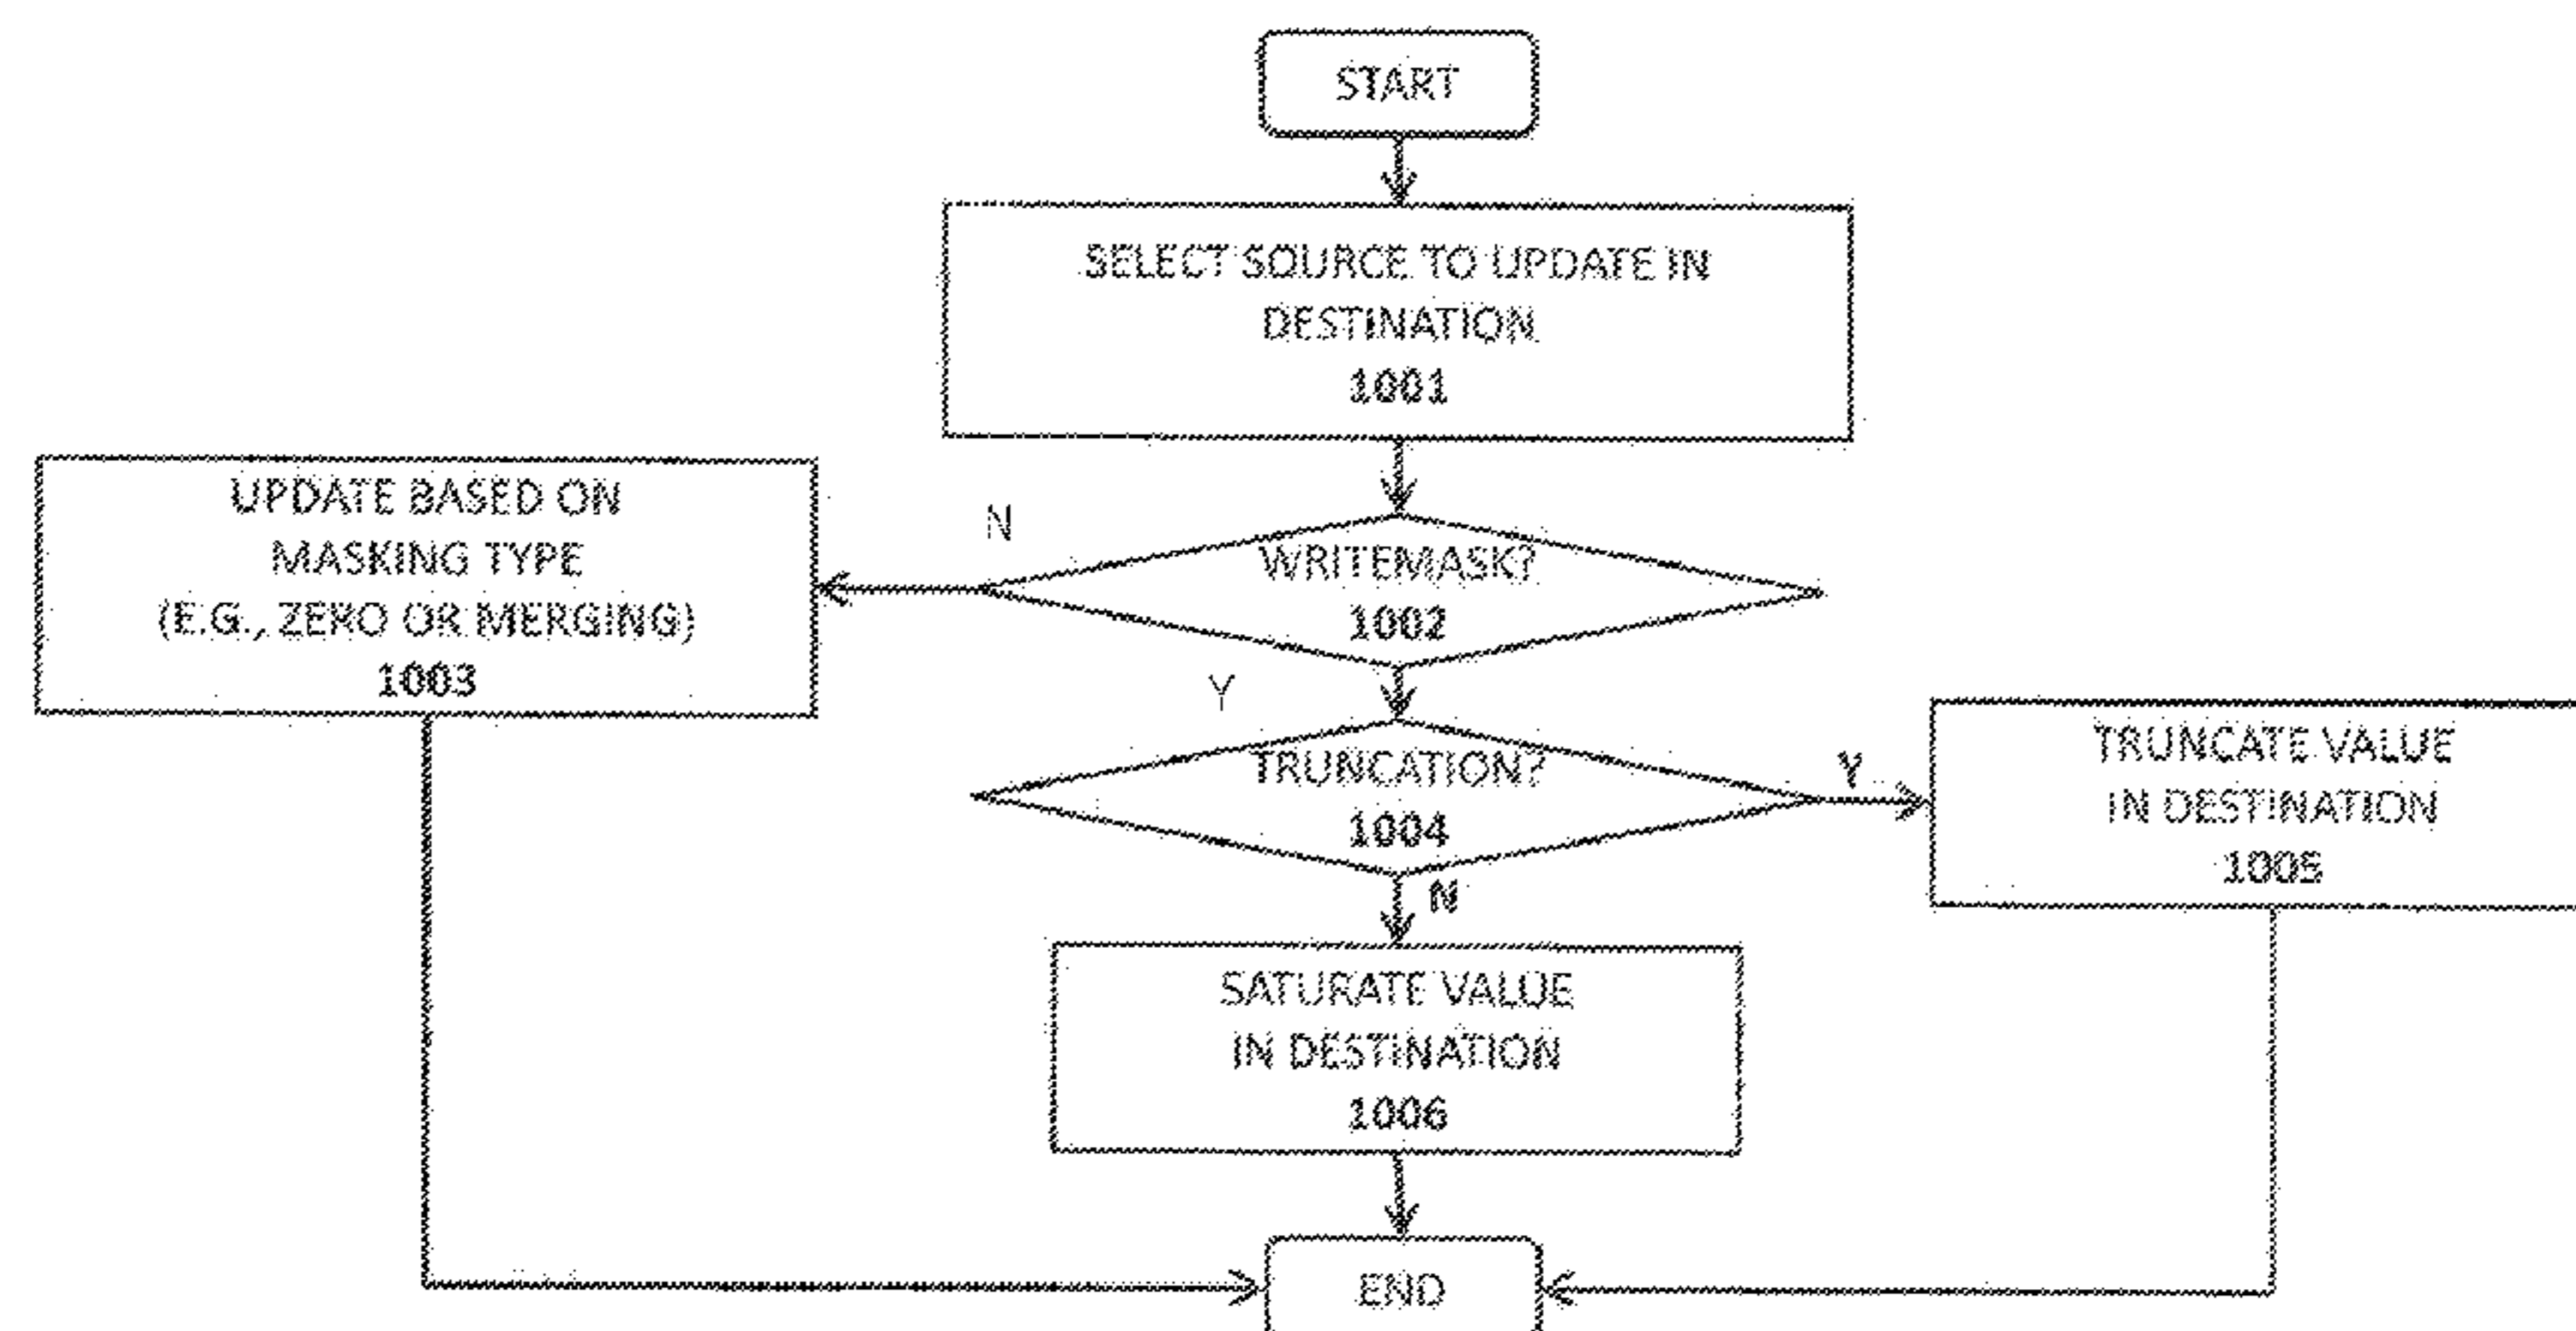 START
SELECT SOURCE TO UPDATE IN
DESTINATION
1001
UPDATE BASED ON
MASKING TYPE
(E.G., ZERO OR MERGING)
1003
N
WRITEMASK?
1002
Y
TRUNCATION?
1004
Y
TRUNCATE VALUE
IN DESTINATION
1005
N
SATURATE VALUE
IN DESTINATION
1006
END